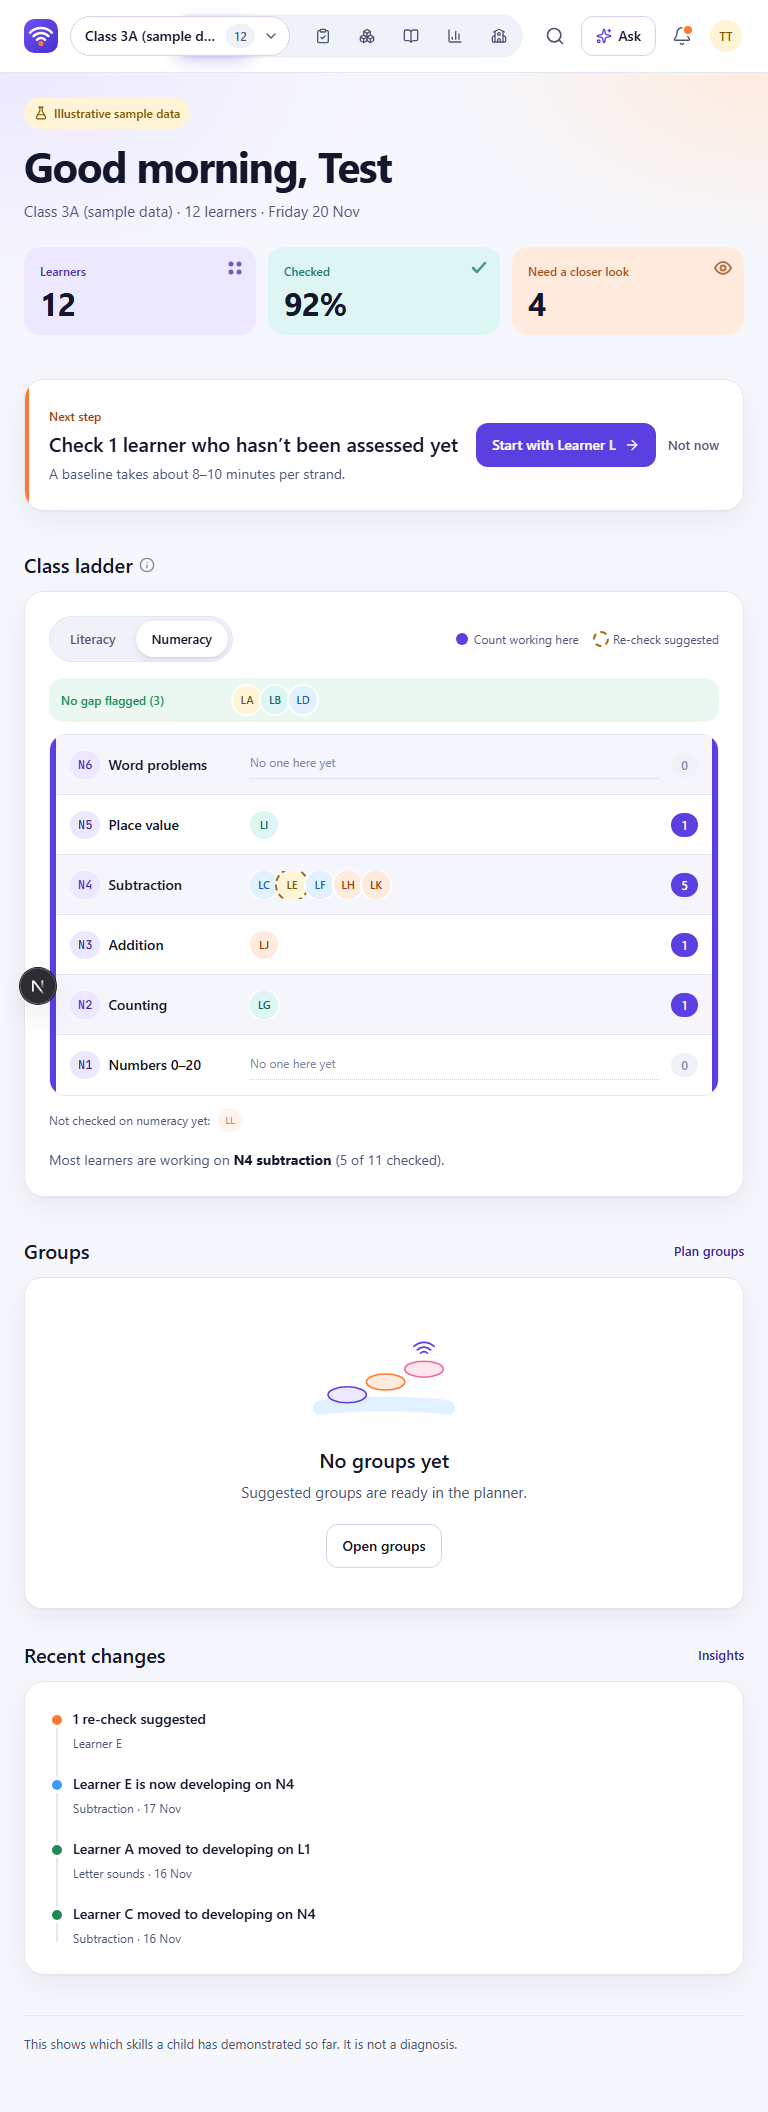 Class 3A (sample d... 12
Ask
TT
Illustrative sample data
Good morning, Test
Class 3A (sample data) · 12 learners · Friday 20 Nov
Learners
12
Checked
92%
Need a closer look
4
Next step
Check 1 learner who hasn’t been assessed yet
A baseline takes about 8–10 minutes per strand.
Start with Learner L
Not now
Class ladder
Literacy Numeracy
Count working here Re-check suggested
No gap flagged (3) LA LB LD
N6 Word problems No one here yet 0
N5 Place value LI 1
N4 Subtraction LC LE LF LH LK 5
N3 Addition LJ 1
N
N2 Counting LG 1
N1 Numbers 0–20 No one here yet 0
Not checked on numeracy yet: LL
Most learners are working on N4 subtraction (5 of 11 checked).
Groups Plan groups
No groups yet
Suggested groups are ready in the planner.
Open groups
Recent changes Insights
1 re-check suggested
Learner E
Learner E is now developing on N4
Subtraction · 17 Nov
Learner A moved to developing on L1
Letter sounds · 16 Nov
Learner C moved to developing on N4
Subtraction · 16 Nov
This shows which skills a child has demonstrated so far. It is not a diagnosis.